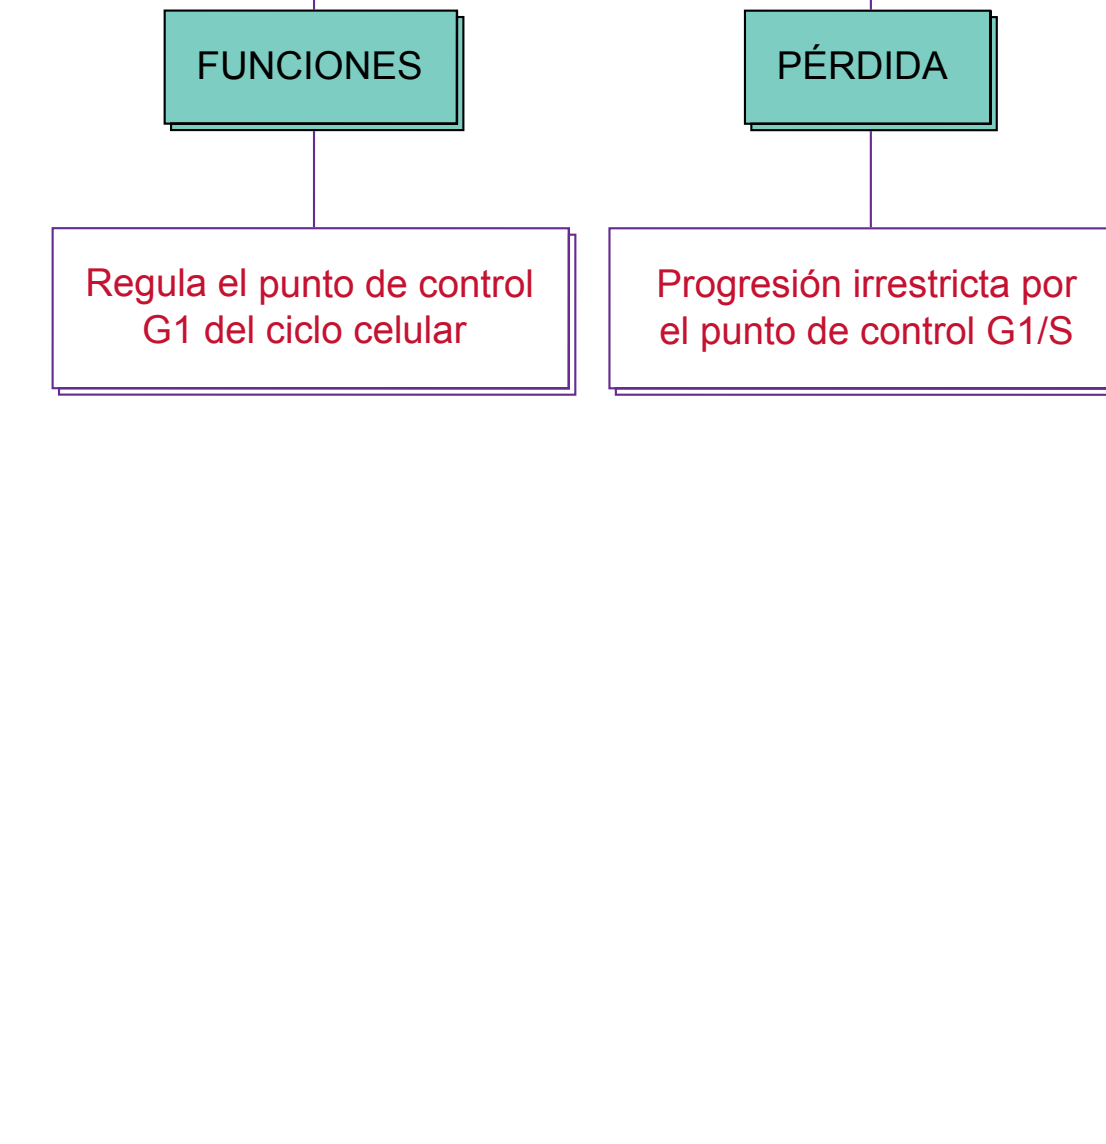 FUNCIONES
PÉRDIDA
Regula el punto de control
G1 del ciclo celular
Progresión irrestricta por
el punto de control G1/S